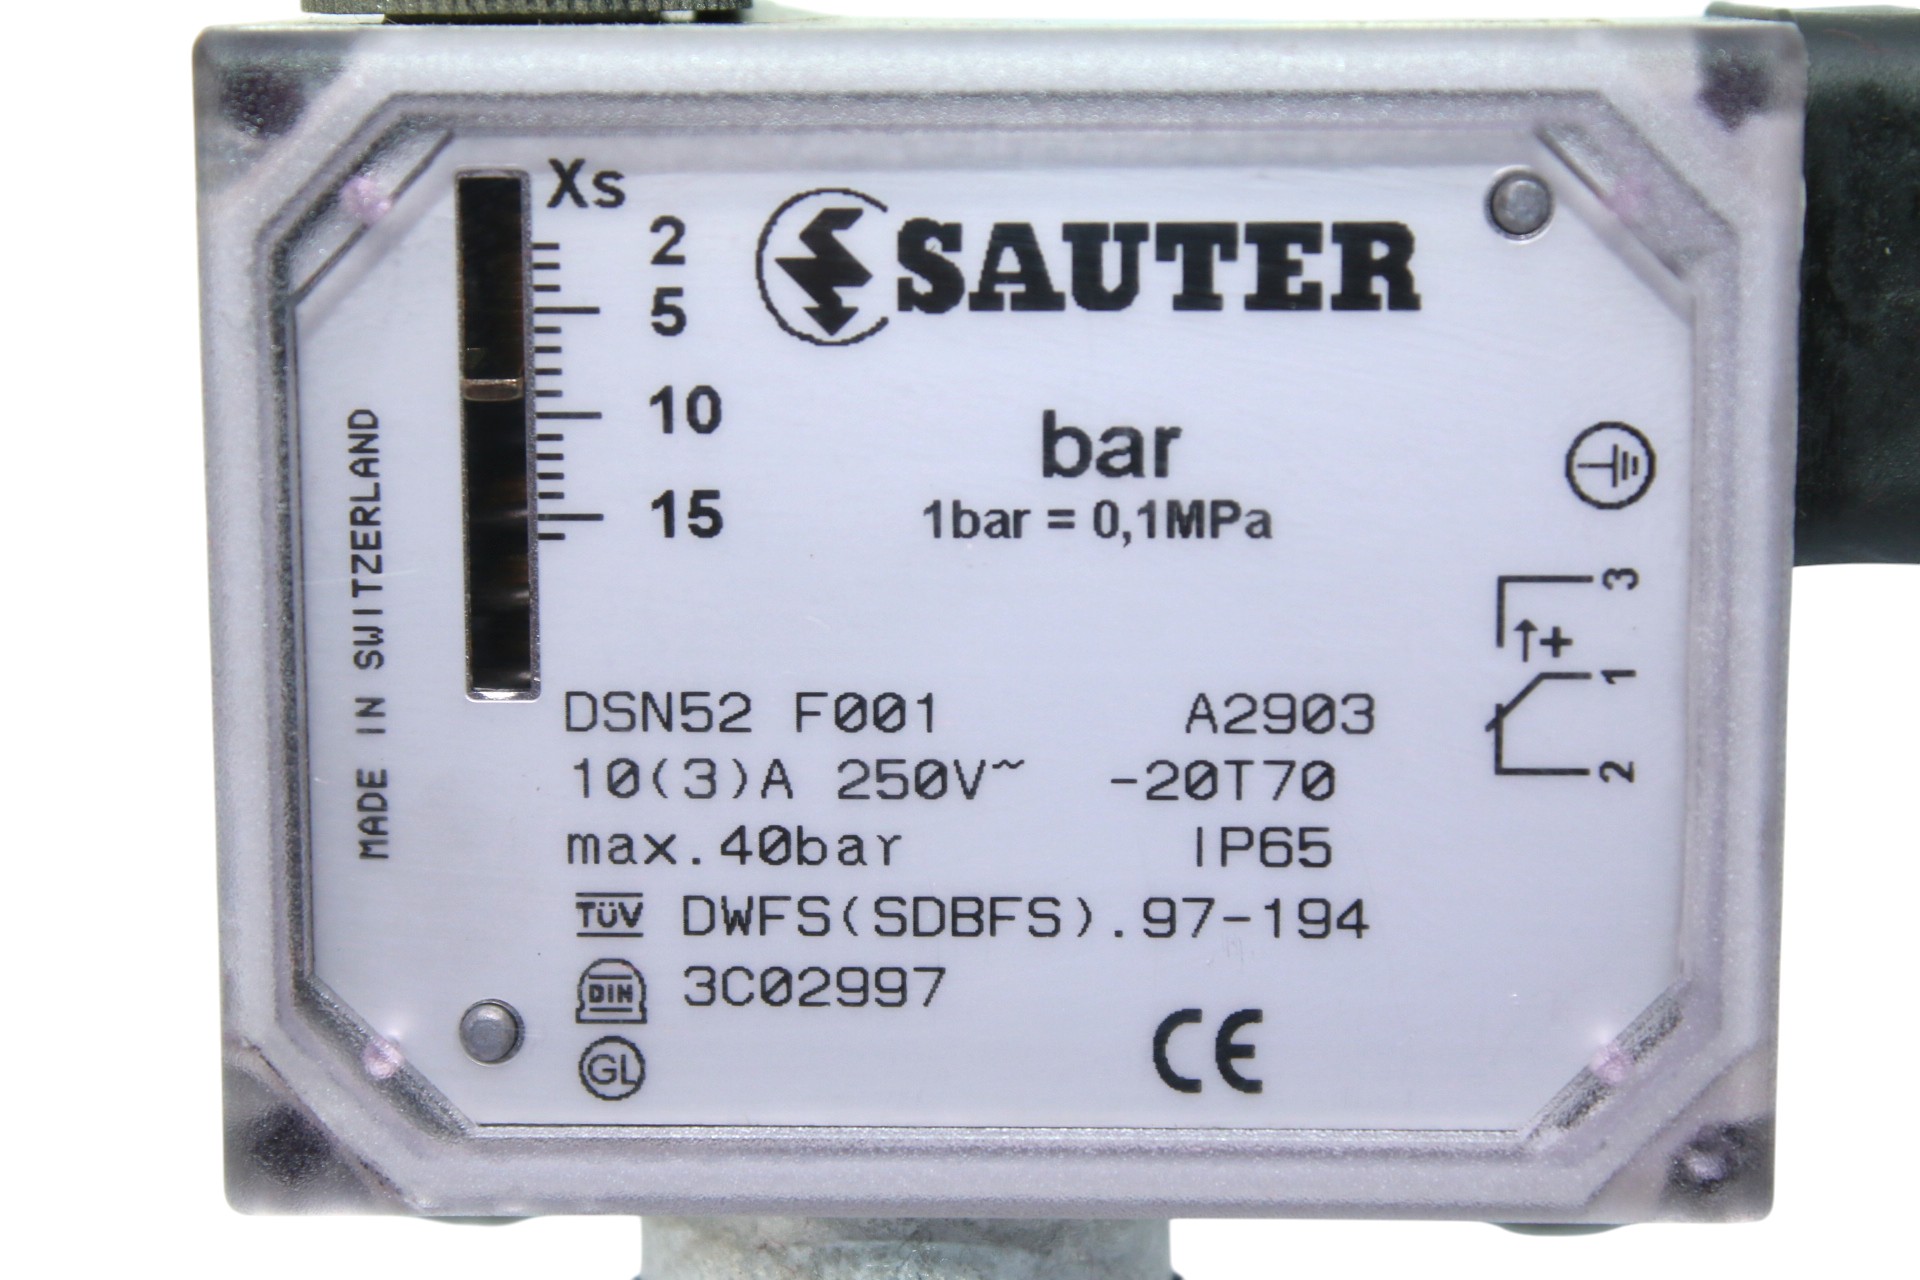 Xs
2
5
10
15
SAUTER
bar
1bar = 0,1MPa
MADE IN SWITZERLAND
3
+
1
2
DSN52 F001 A2903
10(3)A 250V~ -20T70
max.40bar IP65
TÜV DWFS(SDBFS).97-194
DIN 3C02997
GL
CE